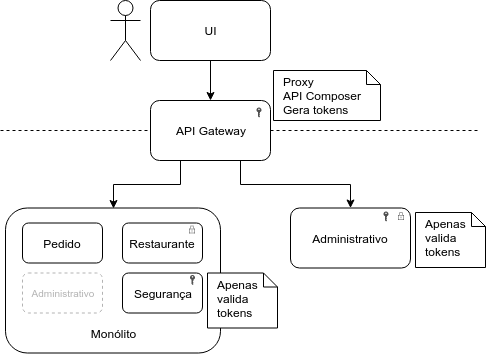 UI
Proxy
API Composer
Gera tokens
API Gateway
Pedido
Restaurante
Administrativo
Segurança
Monólito
Apenas
valida
tokens
Administrativo
Apenas
valida
tokens